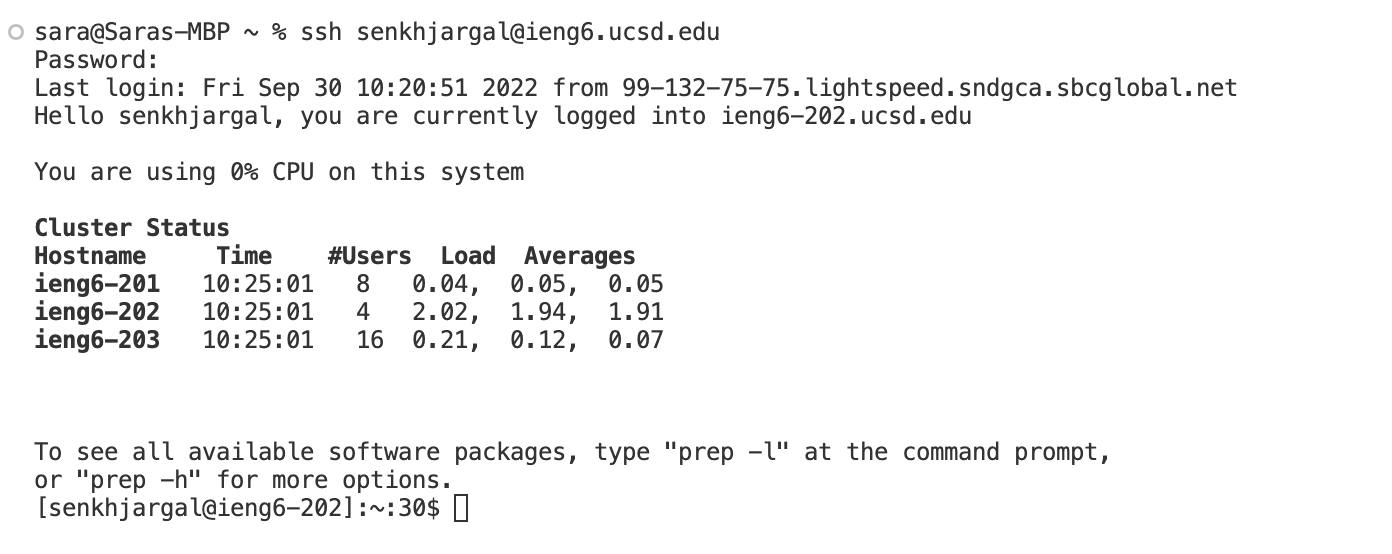 sara@Saras-MBP ~ % ssh senkhjargal@ieng6.ucsd.edu
Password:
Last login: Fri Sep 30 10:20:51 2022 from 99-132-75-75.lightspeed.sndgca.sbcglobal.net
Hello senkhjargal, you are currently logged into ieng6-202.ucsd.edu
You are using 0% CPU on this system
Cluster Status
Hostname     Time    #Users  Load  Averages
ieng6-201   10:25:01   8   0.04,  0.05,  0.05
ieng6-202   10:25:01   4   2.02,  1.94,  1.91
ieng6-203   10:25:01   16  0.21,  0.12,  0.07
To see all available software packages, type "prep -l" at the command prompt,
or "prep -h" for more options.
[senkhjargal@ieng6-202]:~:30$